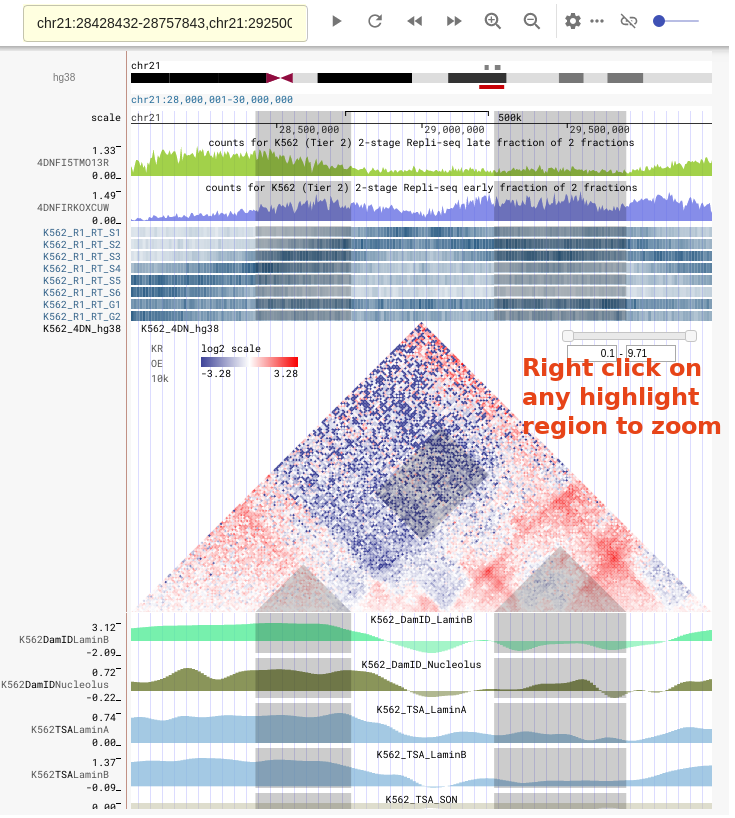 chr21:28428432-28757843,chr21:29250
chr21
hg38
chr21:28,000,001-30,000,000
scale
chr21
500k
28,500,000
29,000,000
29,500,000
counts for K562 (Tier 2) 2-stage Repli-seq late fraction of 2 fractions
1.33
4DNFI5TMO13R
0.00
counts for K562 (Tier 2) 2-stage Repli-seq early fraction of 2 fractions
1.49
4DNFIRKOXCUW
0.00
K562_R1_RT_S1
K562_R1_RT_S2
K562_R1_RT_S3
K562_R1_RT_S4
K562_R1_RT_S5
K562_R1_RT_S6
K562_R1_RT_G1
K562_R1_RT_G2
K562_4DN_hg38
K562_4DN_hg38
KR
OE
10k
log2 scale
-3.28 3.28
0.1 - 9.71
Right click on
any highlight
region to zoom
K562_DamID_LaminB
3.12
K562DamIDLaminB
-2.09
K562_DamID_Nucleolus
0.72
K562DamIDNucleolus
-0.22
K562_TSA_LaminA
0.74
K562TSALaminA
0.00
K562_TSA_LaminB
1.37
K562TSALaminB
-0.09
K562_TSA_SON
0.00